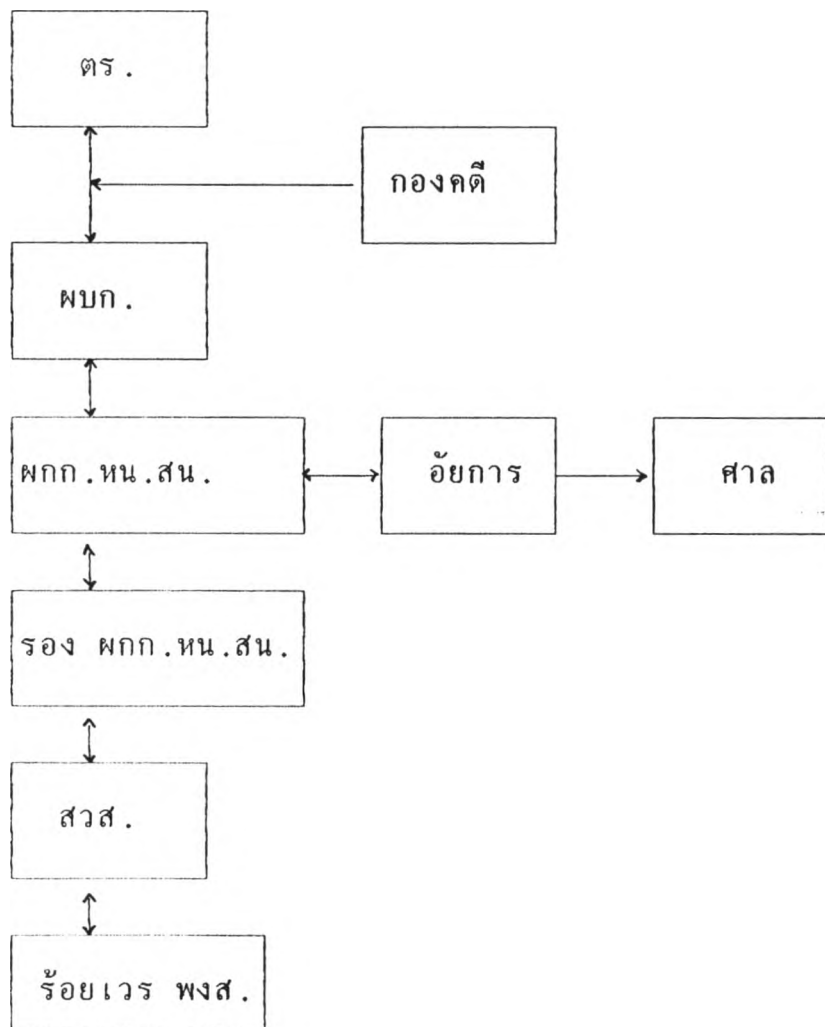 ตร.
กองคดี
ผบก.
ผกก.หน.สน.
อัยการ
ศาล
รอง ผกก.หน.สน.
สวส.
ร้อยเวร พงส.